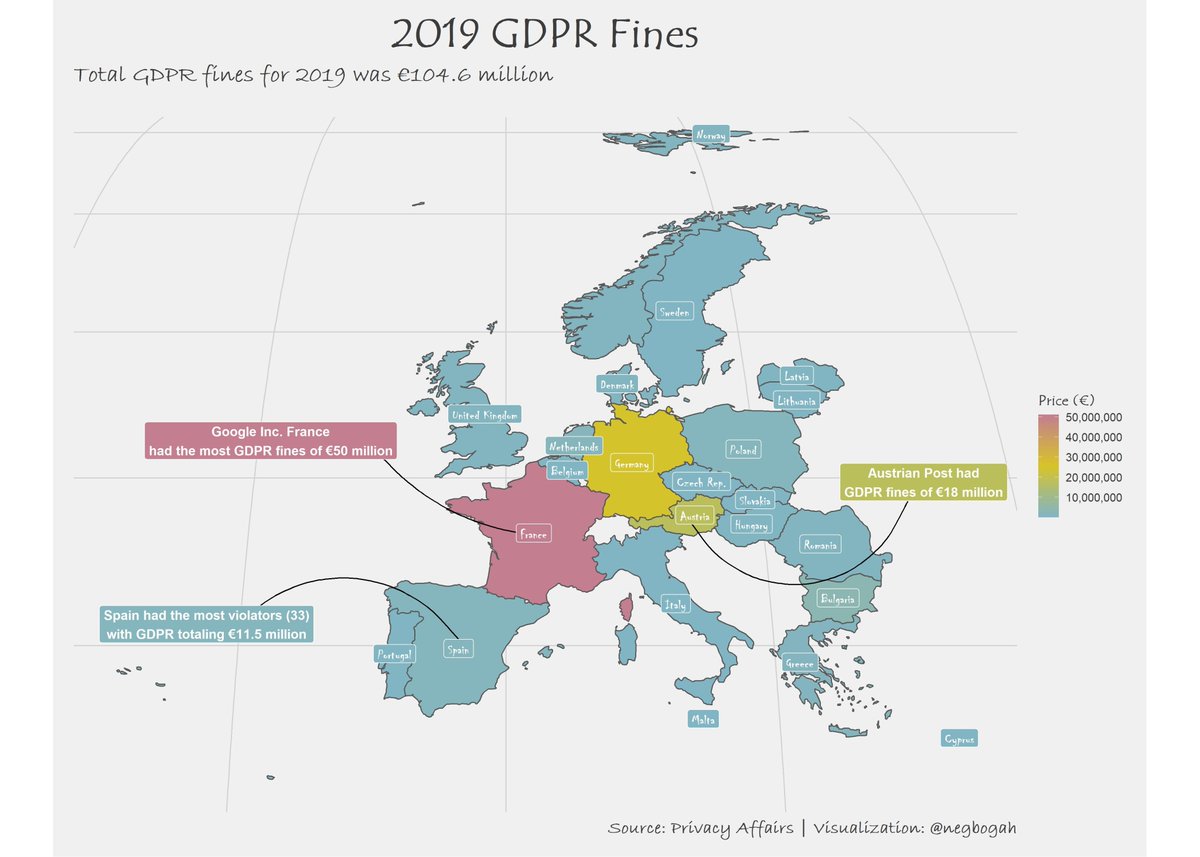 2019 GDPR Fines
Total GDPR fines for 2019 was €104.6 million
Norway
Sweden
Denmark
Latvia
Lithuania
United Kingdom
Google Inc. France
had the most GDPR fines of €50 million
Netherlands
Belgium
Germany
Poland
Czech Rep.
Slovakia
Austria
Hungary
Austrian Post had
GDPR fines of €18 million
France
Romania
Bulgaria
Italy
Spain had the most violators (33)
with GDPR totaling €11.5 million
Portugal
Spain
Greece
Malta
Cyprus
Price (€)
50,000,000
40,000,000
30,000,000
20,000,000
10,000,000
Source: Privacy Affairs | Visualization: @negbogah